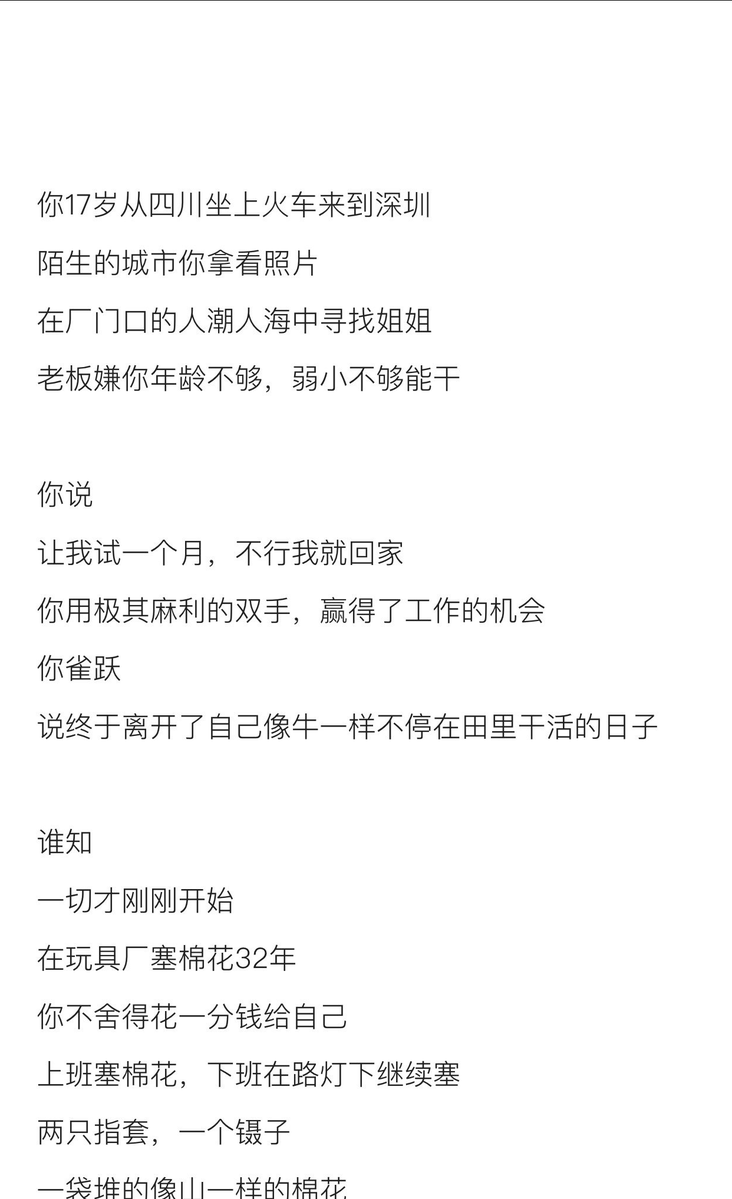 你17岁从四川坐上火车来到深圳
陌生的城市你拿看照片
在厂门口的人潮人海中寻找姐姐
老板嫌你年龄不够，弱小不够能干
你说
让我试一个月，不行我就回家
你用极其麻利的双手，赢得了工作的机会
你雀跃
说终于离开了自己像牛一样不停在田里干活的日子
谁知
一切才刚刚开始
在玩具厂塞棉花32年
你不舍得花一分钱给自己
上班塞棉花，下班在路灯下继续塞
两只指套，一个镊子
一袋堆的像山一样的棉花